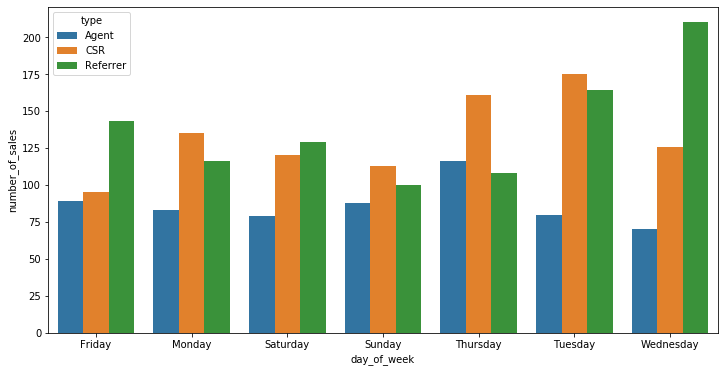 type
Agent
CSR
Referrer
number_of_sales
200
175
150
125
100
75
50
25
0
Friday Monday Saturday Sunday Thursday Tuesday Wednesday
day_of_week